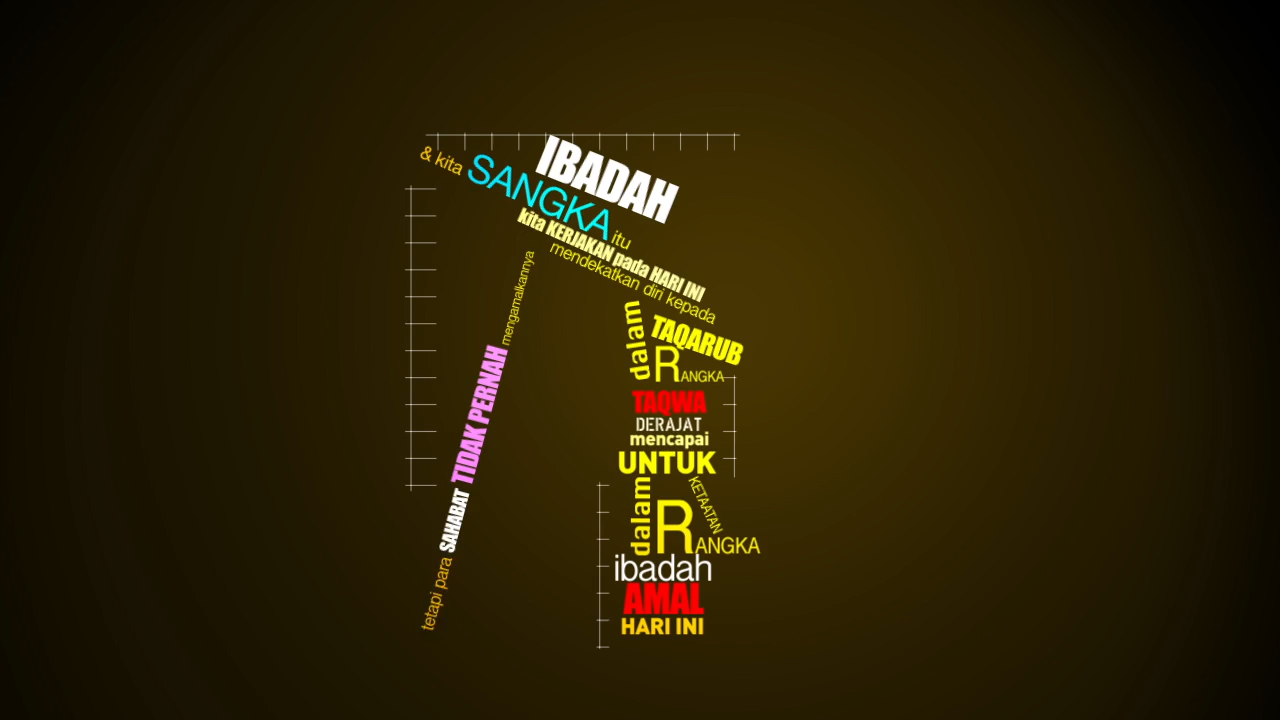 IBADAH
& kita SANGKA itu
kita KERJAKAN pada HARI INI
mendekatkan diri kepada
TAQARUB
dalam
RANGKA
TAQWA
DERAJAT
mencapai
UNTUK
KETAATAN
dalam
RANGKA
ibadah
AMAL
HARI INI
tetapi para SAHABAT TIDAK PERNAH mengamalkannya